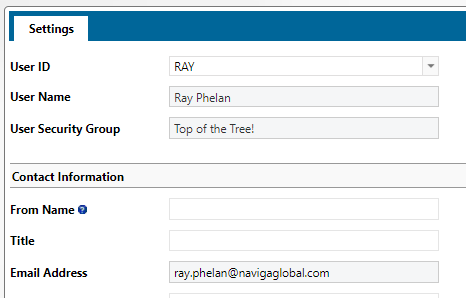 Settings
User ID RAY
User Name Ray Phelan
User Security Group Top of the Tree!
Contact Information
From Name ?
Title
Email Address ray.phelan@navigaglobal.com